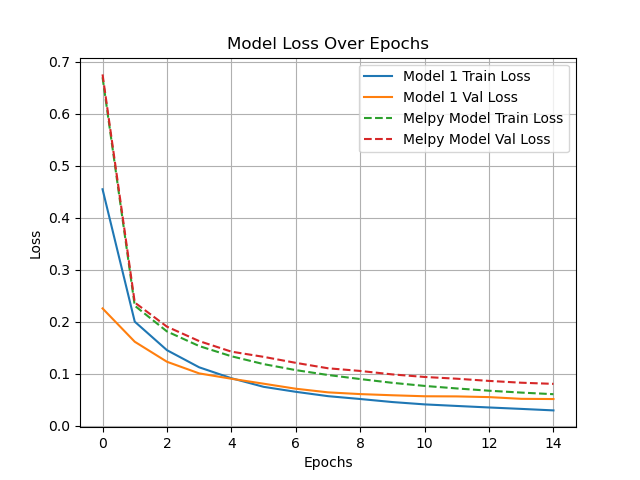 Model Loss Over Epochs
Model 1 Train Loss
Model 1 Val Loss
Melpy Model Train Loss
Melpy Model Val Loss
Loss
0.7
0.6
0.5
0.4
0.3
0.2
0.1
0.0
0 2 4 6 8 10 12 14
Epochs